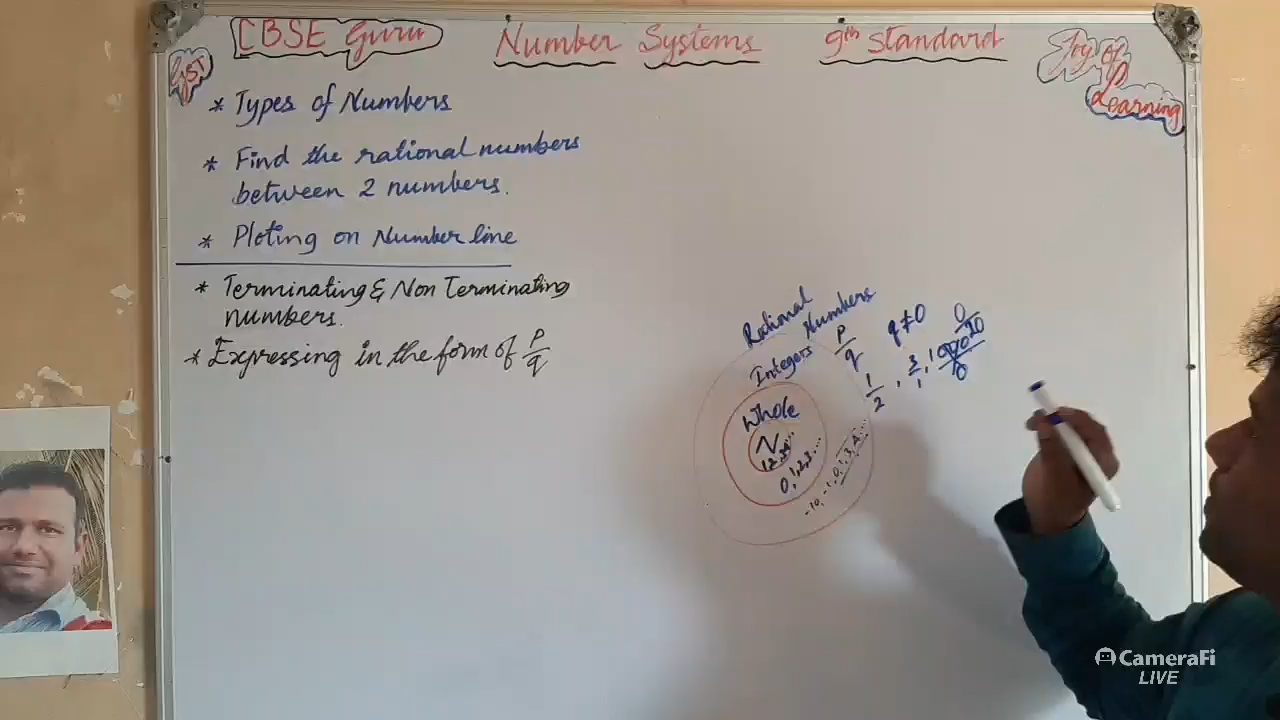 CBSE Guru
Number Systems
9th Standard
Joy of
Learning
* Types of Numbers
* Find the rational numbers
between 2 numbers.
* Ploting on Number line
* Terminating & Non Terminating
numbers.
* Expressing in the form of P/q
Rational Numbers
P/q q≠0
Integers
1/2, 3/1,
Whole
N
0,1,2,3...
CameraFi
LIVE